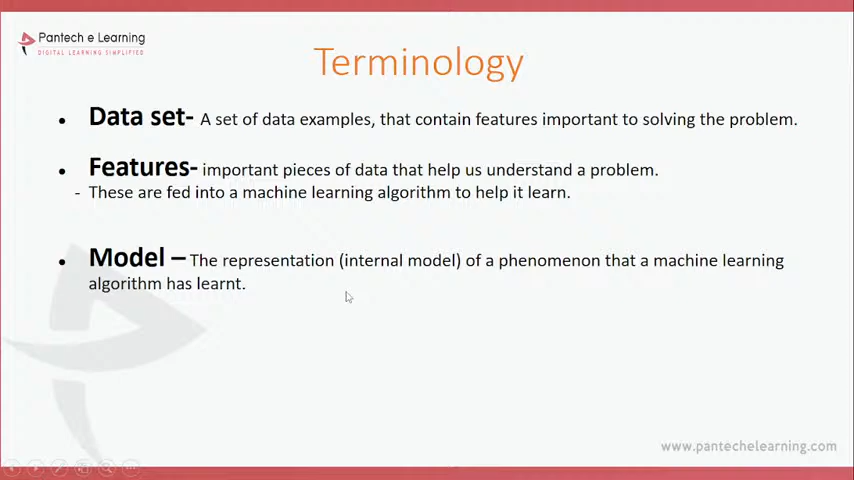 Pantech e Learning
DIGITAL LEARNING SIMPLIFIED
Terminology
• Data set- A set of data examples, that contain features important to solving the problem.
• Features- important pieces of data that help us understand a problem.
- These are fed into a machine learning algorithm to help it learn.
• Model – The representation (internal model) of a phenomenon that a machine learning
algorithm has learnt.
www.pantechelearning.com